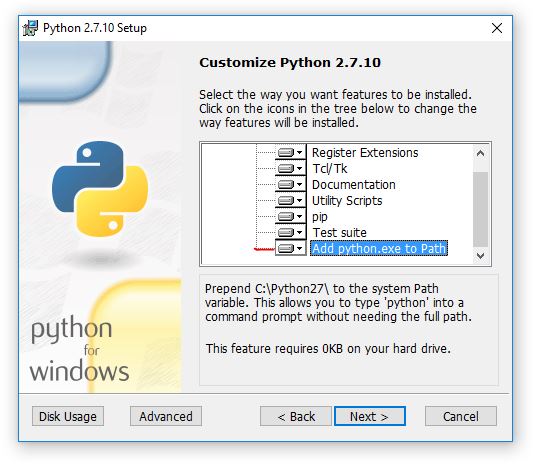 Python 2.7.10 Setup
Customize Python 2.7.10
Select the way you want features to be installed.
Click on the icons in the tree below to change the
way features will be installed.
Register Extensions
Tcl/Tk
Documentation
Utility Scripts
pip
Test suite
Add python.exe to Path
Prepend C:\Python27\ to the system Path
variable. This allows you to type 'python' into a
command prompt without needing the full path.
This feature requires 0KB on your hard drive.
python
for
windows
Disk Usage
Advanced
< Back
Next >
Cancel